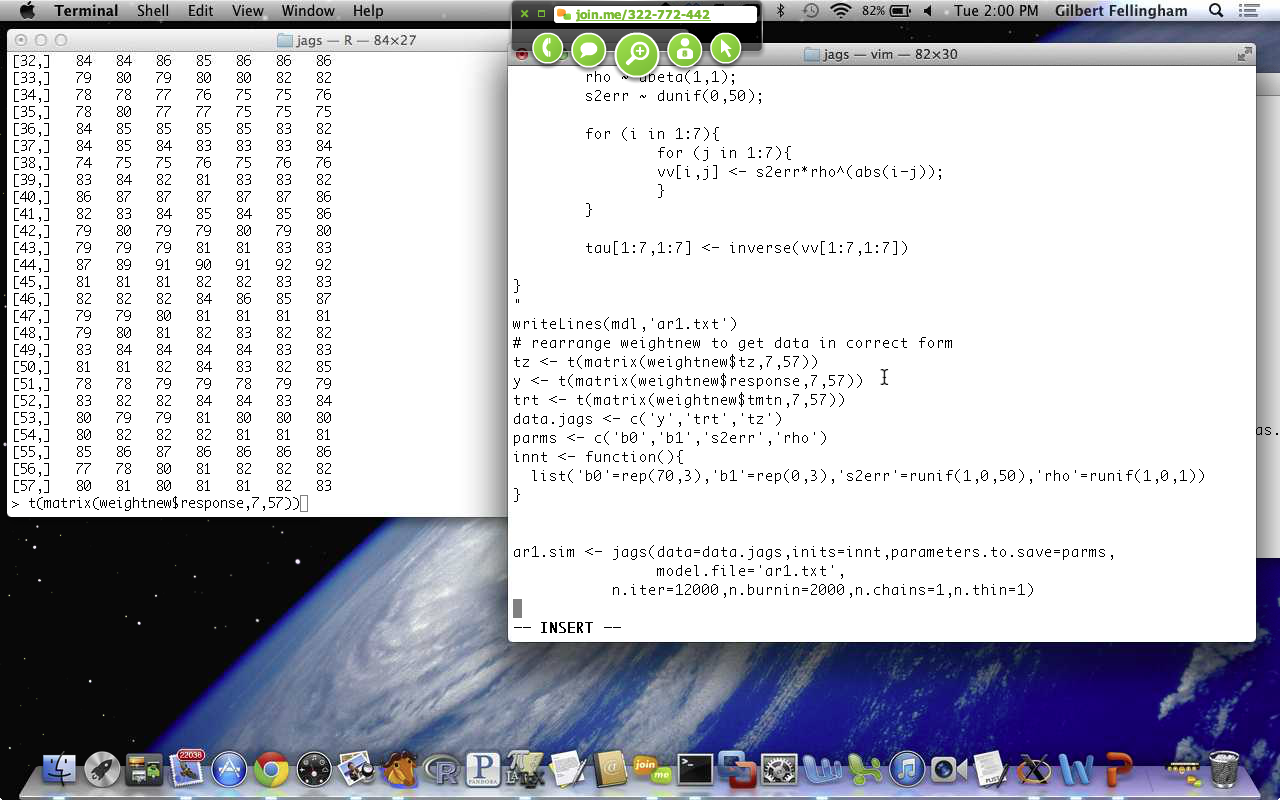 Terminal Shell Edit View Window Help
join.me/322-772-442
82% Tue 2:00 PM Gilbert Fellingham
jags — R — 84×27
[32,] 84 84 86 85 86 86 86
[33,] 79 80 79 80 80 82 82
[34,] 78 78 77 76 75 75 76
[35,] 78 80 77 77 75 75 75
[36,] 84 85 85 85 85 83 82
[37,] 84 85 84 83 83 83 84
[38,] 74 75 75 76 75 76 76
[39,] 83 84 82 81 83 83 82
[40,] 86 87 87 87 87 87 86
[41,] 82 83 84 85 84 85 86
[42,] 79 80 79 79 80 79 80
[43,] 79 79 79 81 81 83 83
[44,] 87 89 91 90 91 92 92
[45,] 81 81 81 82 82 83 83
[46,] 82 82 82 84 86 85 87
[47,] 79 79 80 81 81 81 81
[48,] 79 80 81 82 83 82 82
[49,] 83 84 84 84 84 83 83
[50,] 81 81 82 84 83 82 85
[51,] 78 78 79 79 78 79 79
[52,] 83 82 82 84 84 83 84
[53,] 80 79 79 81 80 80 80
[54,] 80 82 82 82 81 81 81
[55,] 85 86 87 86 86 86 86
[56,] 77 78 80 81 82 82 82
[57,] 80 81 80 81 81 82 83
> t(matrix(weightnew$response,7,57))
jags — vim — 82×30
rho ~ dbeta(1,1);
s2err ~ dunif(0,50);
for (i in 1:7){
for (j in 1:7){
vv[i,j] <- s2err*rho^(abs(i-j));
}
}
tau[1:7,1:7] <- inverse(vv[1:7,1:7])
}
"
writeLines(mdl,'ar1.txt')
# rearrange weightnew to get data in correct form
tz <- t(matrix(weightnew$tz,7,57))
y <- t(matrix(weightnew$response,7,57))
trt <- t(matrix(weightnew$tmtn,7,57))
data.jags <- c('y','trt','tz')
parms <- c('b0','b1','s2err','rho')
innt <- function(){
list('b0'=rep(70,3),'b1'=rep(0,3),'s2err'=runif(1,0,50),'rho'=runif(1,0,1))
}
ar1.sim <- jags(data=data.jags,inits=innt,parameters.to.save=parms,
model.file='ar1.txt',
n.iter=12000,n.burnin=2000,n.chains=1,n.thin=1)
-- INSERT --
as.
22036
PANDORA
join
me